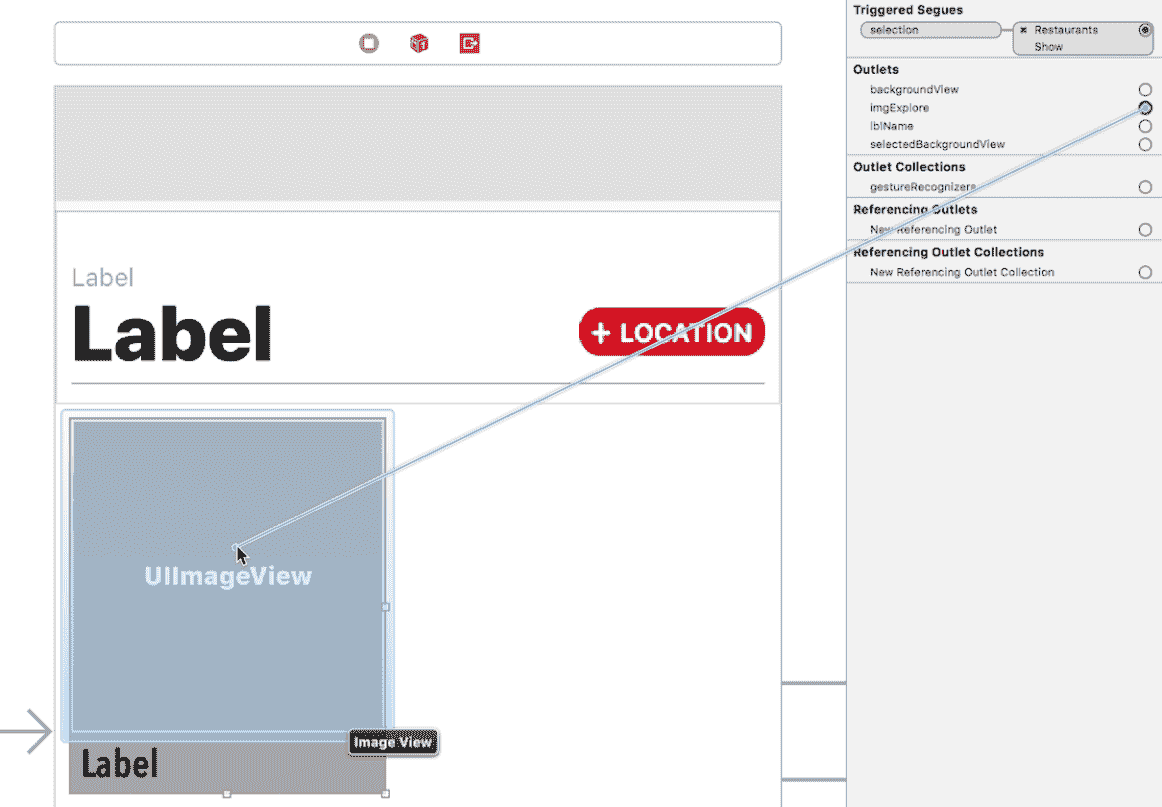 Triggered Segues
selection
× Restaurants
Show
Outlets
backgroundView
imgExplore
lblName
selectedBackgroundView
Outlet Collections
gestureRecognizers
Referencing Outlets
New Referencing Outlet
Referencing Outlet Collections
New Referencing Outlet Collection
Label
Label
+ LOCATION
UIImageView
Image View
Label